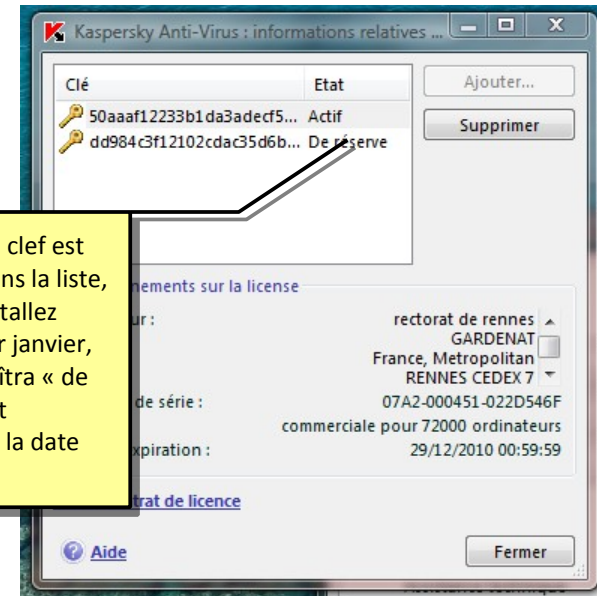 Kaspersky Anti-Virus : informations relatives ...
Clé Etat
50aaaf12233b1da3adecf5... Actif
dd984c3f12102cdac35d6b... De réserve
Ajouter...
Supprimer
clef est
ns la liste,
tallez
r janvier,
îtra « de
t
la date
nements sur la license
ur :
rectorat de rennes
GARDENAT
France, Metropolitan
RENNES CEDEX 7
de série : 07A2-000451-022D546F
commerciale pour 72000 ordinateurs
xpiration : 29/12/2010 00:59:59
trat de licence
Aide
Fermer